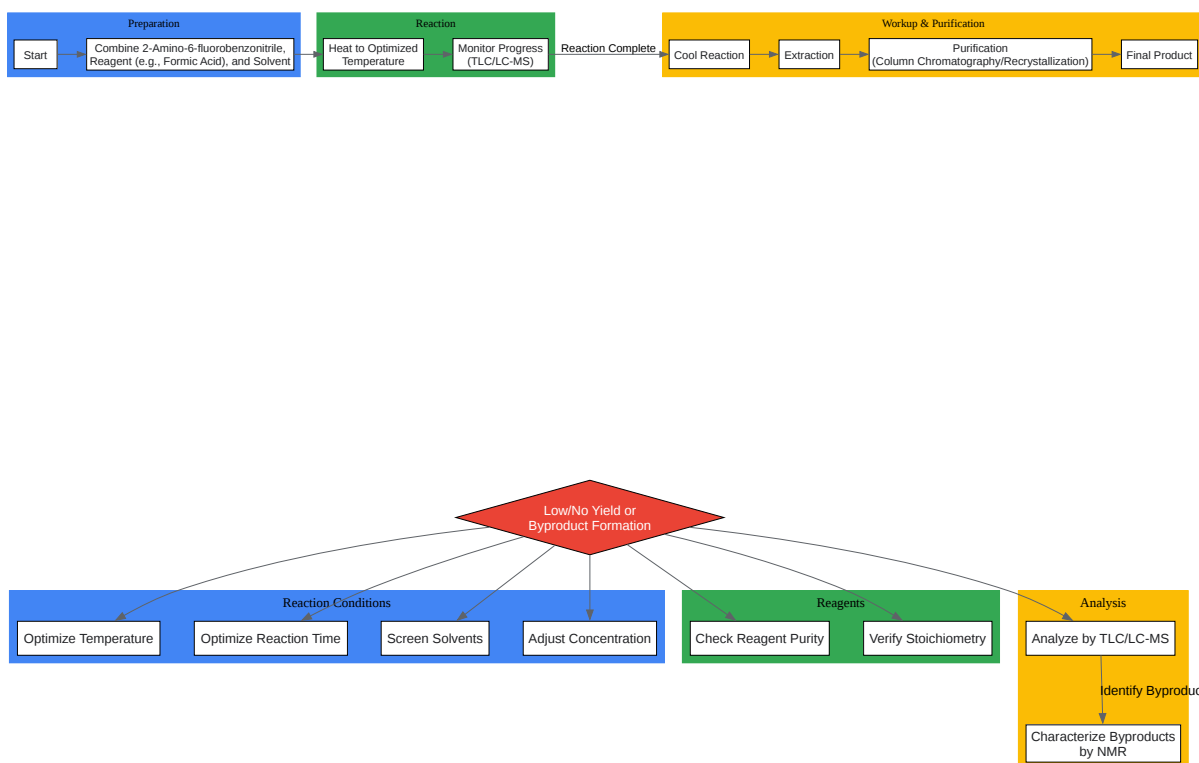 Preparation
Reaction
Workup & Purification
Start
Combine 2-Amino-6-fluorobenzonitrile,
Reagent (e.g., Formic Acid), and Solvent
Heat to Optimized
Temperature
Monitor Progress
(TLC/LC-MS)
Reaction Complete
Cool Reaction
Extraction
Purification
(Column Chromatography/Recrystallization)
Final Product
Low/No Yield or
Byproduct Formation
Reaction Conditions
Reagents
Analysis
Optimize Temperature
Optimize Reaction Time
Screen Solvents
Adjust Concentration
Check Reagent Purity
Verify Stoichiometry
Analyze by TLC/LC-MS
Identify Byproduc
Characterize Byproducts
by NMR